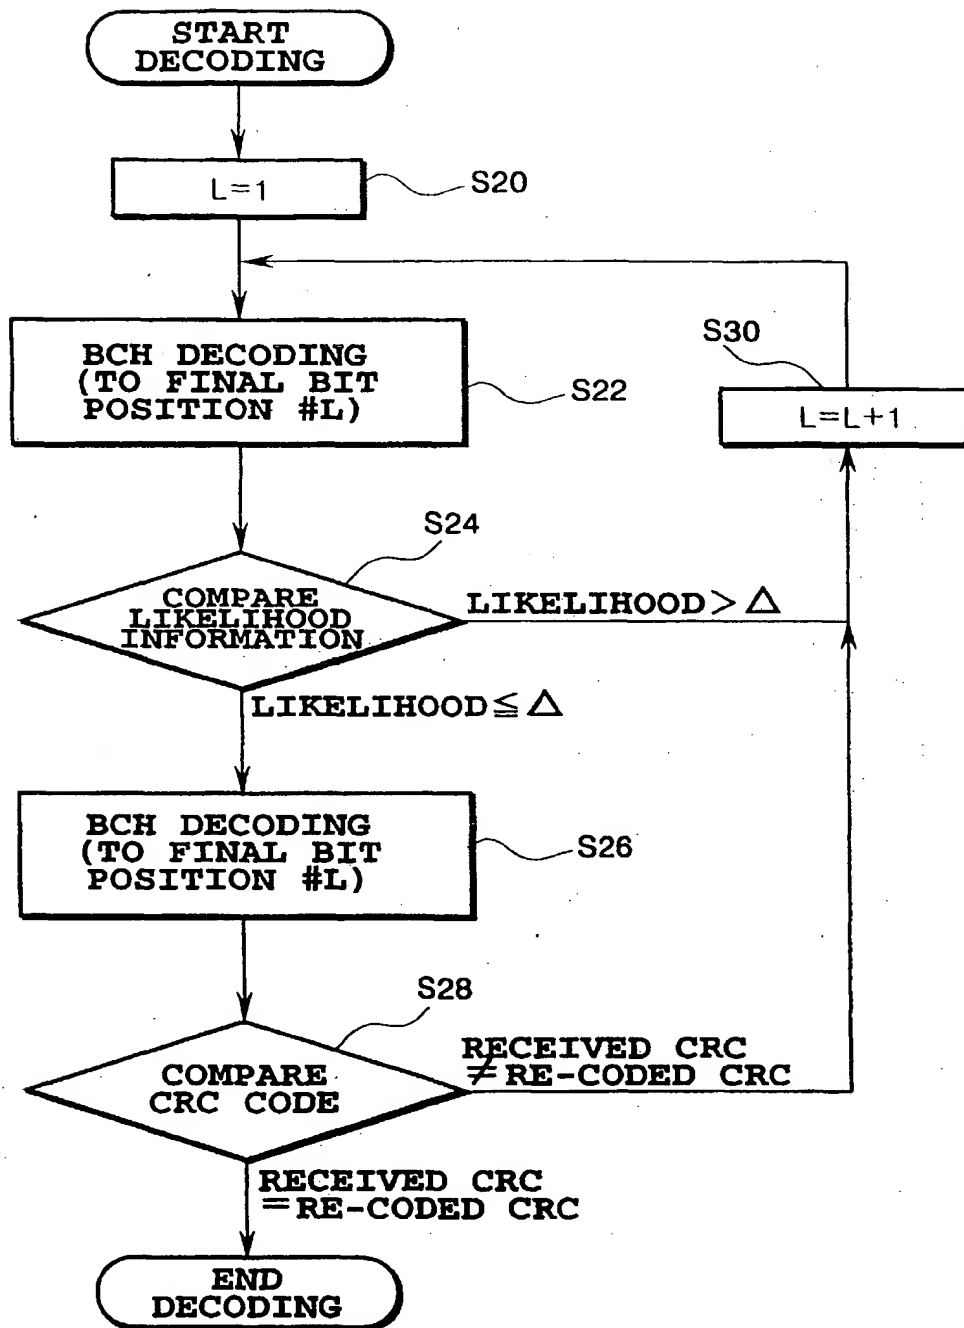 START
DECODING
L=1
S20
BCH DECODING
(TO FINAL BIT
POSITION #L)
S22
S30
L=L+1
S24
COMPARE
LIKELIHOOD
INFORMATION
LIKELIHOOD>△
LIKELIHOOD≦△
BCH DECODING
(TO FINAL BIT
POSITION #L)
S26
S28
COMPARE
CRC CODE
RECEIVED CRC
≠RE-CODED CRC
RECEIVED CRC
=RE-CODED CRC
END
DECODING